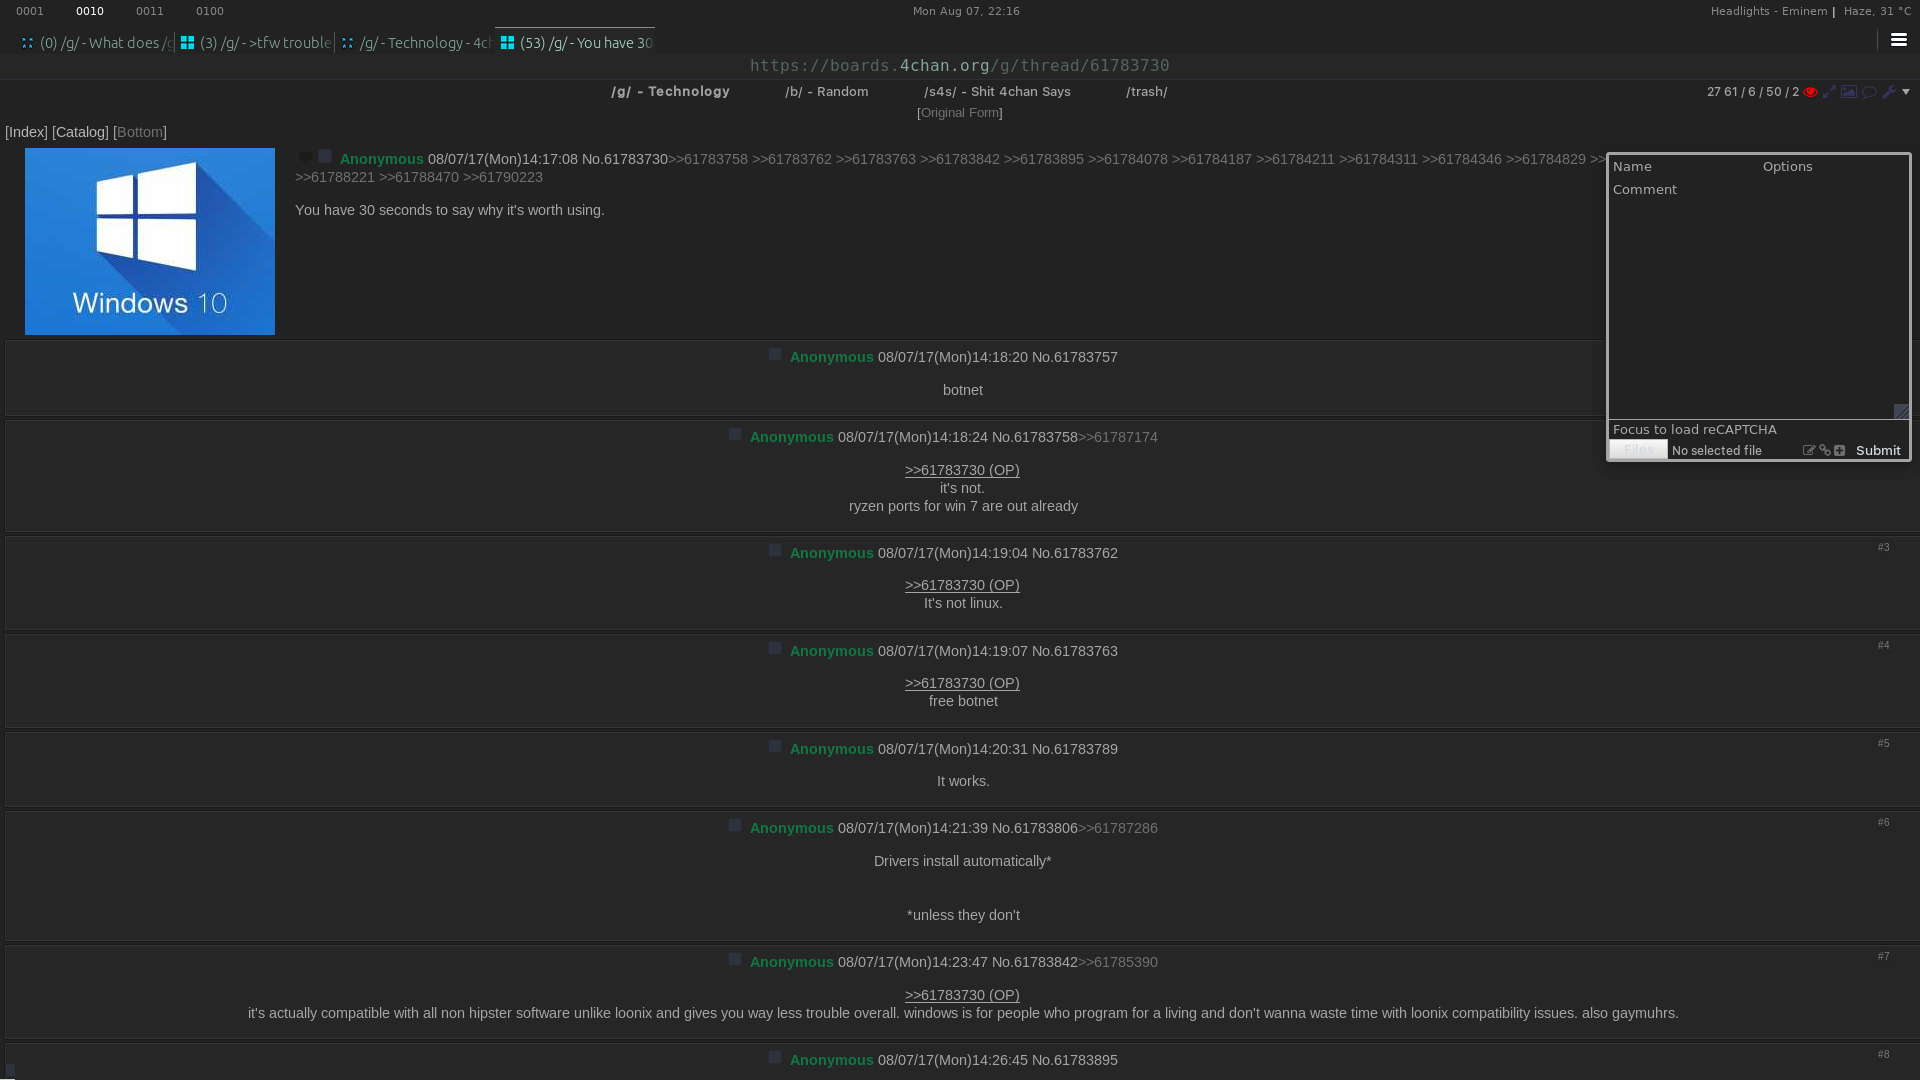 0001 0010 0011 0100 Mon Aug 07, 22:16 Headlights - Eminem | Haze, 31 °C
(0) /g/ - What does /g (3) /g/ - >tfw trouble /g/ - Technology - 4ch (53) /g/ - You have 30
https://boards.4chan.org/g/thread/61783730
/g/ - Technology /b/ - Random /s4s/ - Shit 4chan Says /trash/ 27 61 / 6 / 50 / 2
[Original Form]
[Index] [Catalog] [Bottom]
Anonymous 08/07/17(Mon)14:17:08 No.61783730>>61783758 >>61783762 >>61783763 >>61783842 >>61783895 >>61784078 >>61784187 >>61784211 >>61784311 >>61784346 >>61784829 >>
>>61788221 >>61788470 >>61790223
You have 30 seconds to say why it's worth using.
Windows 10
Name Options
Comment
Focus to load reCAPTCHA
Files No selected file Submit
Anonymous 08/07/17(Mon)14:18:20 No.61783757
botnet
Anonymous 08/07/17(Mon)14:18:24 No.61783758>>61787174
>>61783730 (OP)
it's not.
ryzen ports for win 7 are out already
Anonymous 08/07/17(Mon)14:19:04 No.61783762 #3
>>61783730 (OP)
It's not linux.
Anonymous 08/07/17(Mon)14:19:07 No.61783763 #4
>>61783730 (OP)
free botnet
Anonymous 08/07/17(Mon)14:20:31 No.61783789 #5
It works.
Anonymous 08/07/17(Mon)14:21:39 No.61783806>>61787286 #6
Drivers install automatically*
*unless they don't
Anonymous 08/07/17(Mon)14:23:47 No.61783842>>61785390 #7
>>61783730 (OP)
it's actually compatible with all non hipster software unlike loonix and gives you way less trouble overall. windows is for people who program for a living and don't wanna waste time with loonix compatibility issues. also gaymuhrs.
Anonymous 08/07/17(Mon)14:26:45 No.61783895 #8